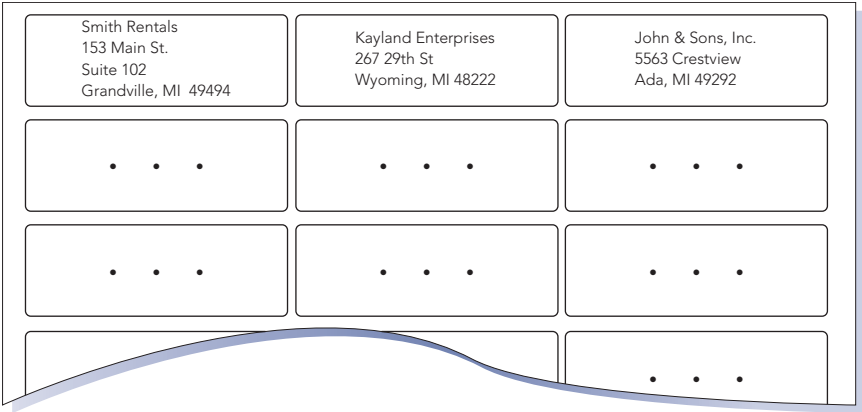 Smith Rentals
153 Main St.
Suite 102
Grandville, MI  49494
Kayland Enterprises
267 29th St
Wyoming, MI 48222
John & Sons, Inc.
5563 Crestview
Ada, MI 49292
• • •
• • •
• • •
• • •
• • •
• • •
• • •